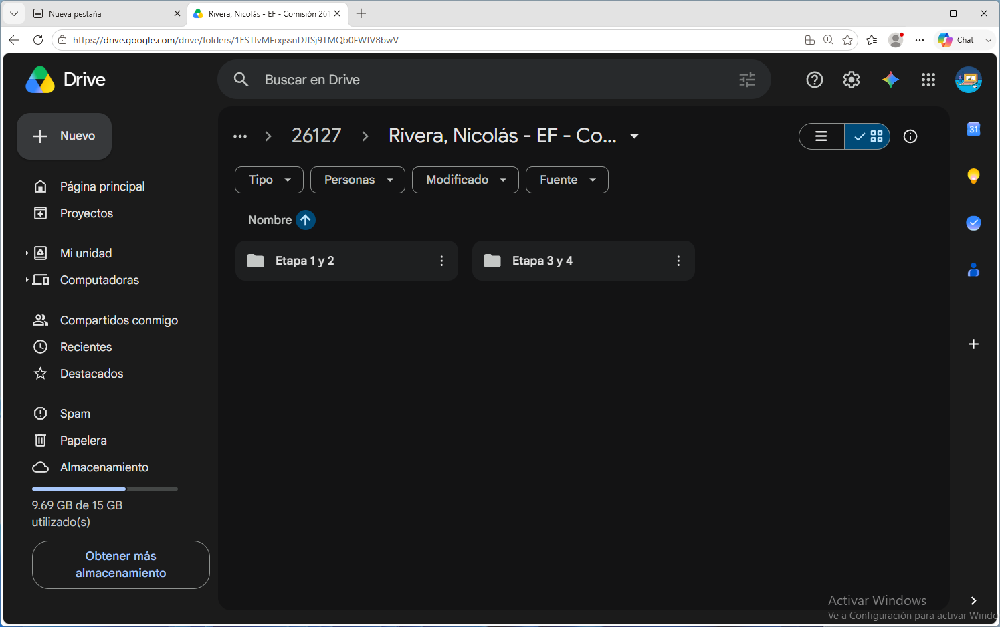 Nueva pestaña
Rivera, Nicolás - EF - Comisión 261
https://drive.google.com/drive/folders/1ESTIvMFrxjssnDJfSj9TMQb0FWfV8bwV
Chat
Drive
Buscar en Drive
Nuevo
26127
Rivera, Nicolás - EF - Co...
31
Tipo
Personas
Modificado
Fuente
Página principal
Proyectos
Nombre
Mi unidad
Etapa 1 y 2
Etapa 3 y 4
Computadoras
Compartidos conmigo
Recientes
Destacados
Spam
Papelera
Almacenamiento
9.69 GB de 15 GB
utilizado(s)
Obtener más
almacenamiento
Activar Windows
Ve a Configuración para activar Windo